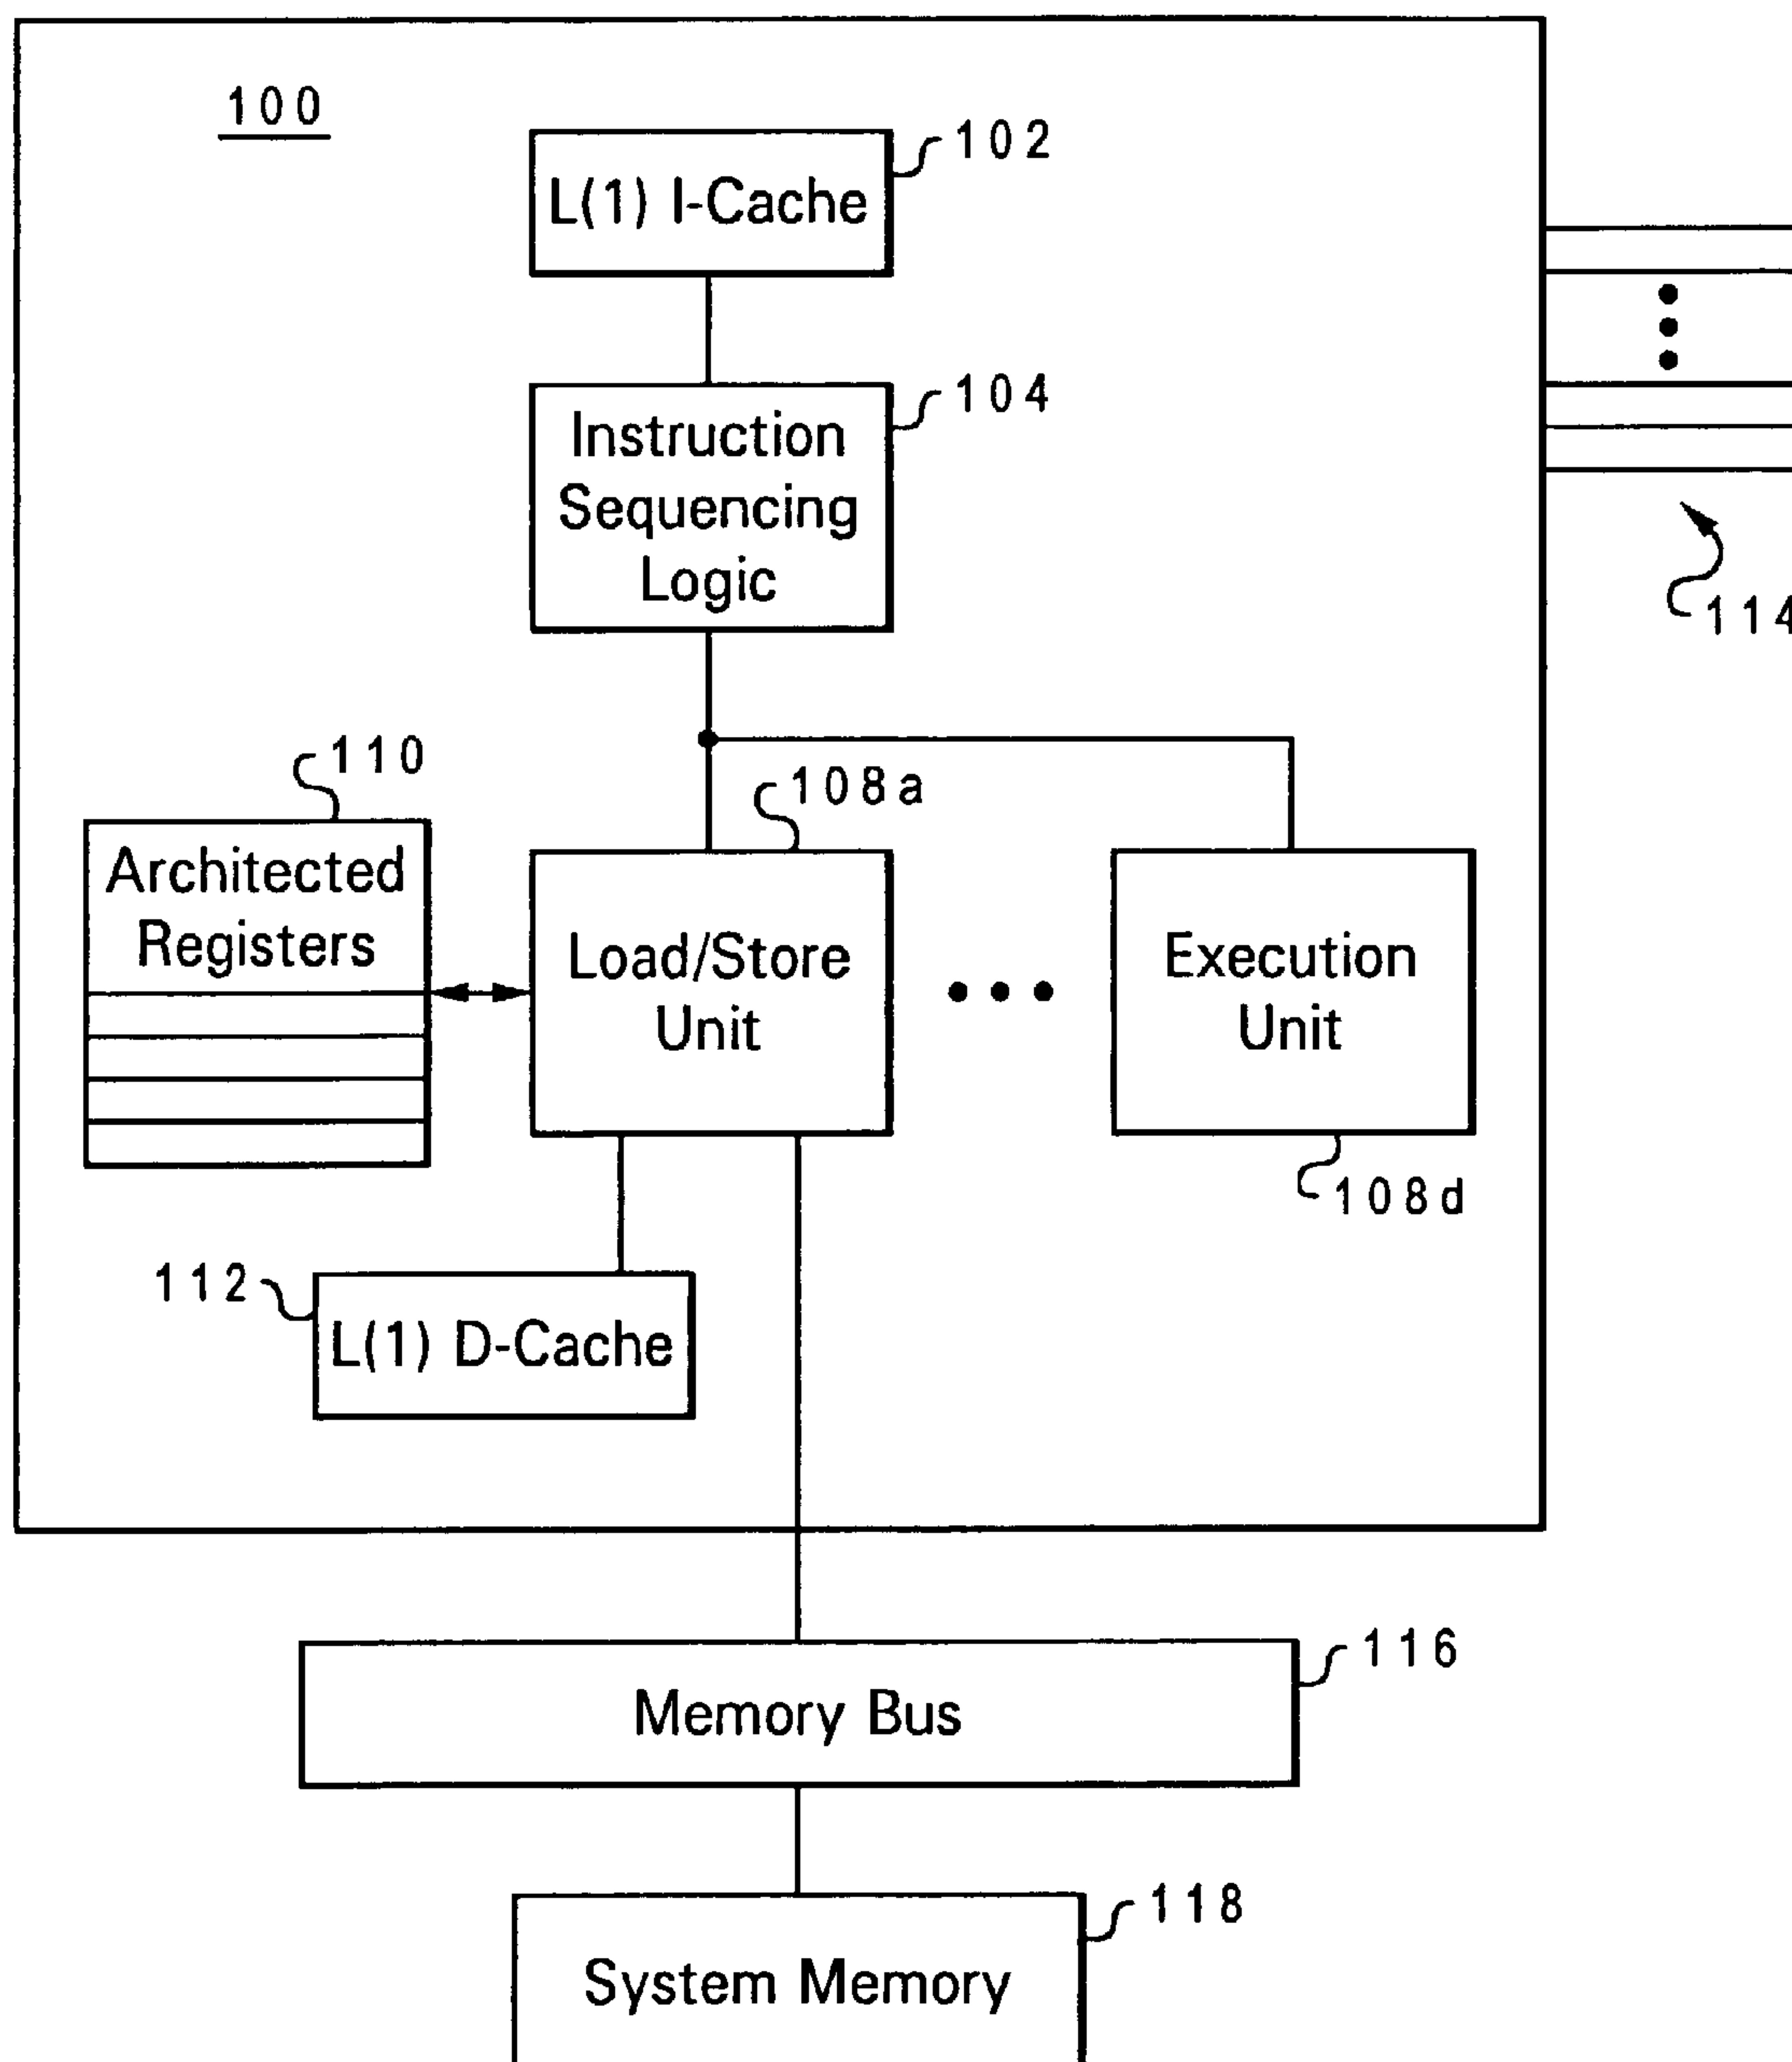 100
102
L(1) I-Cache
104
Instruction
Sequencing
Logic
114
110
108a
Architected
Registers
Load/Store
Unit
Execution
Unit
108d
112
L(1) D-Cache
116
Memory Bus
118
System Memory